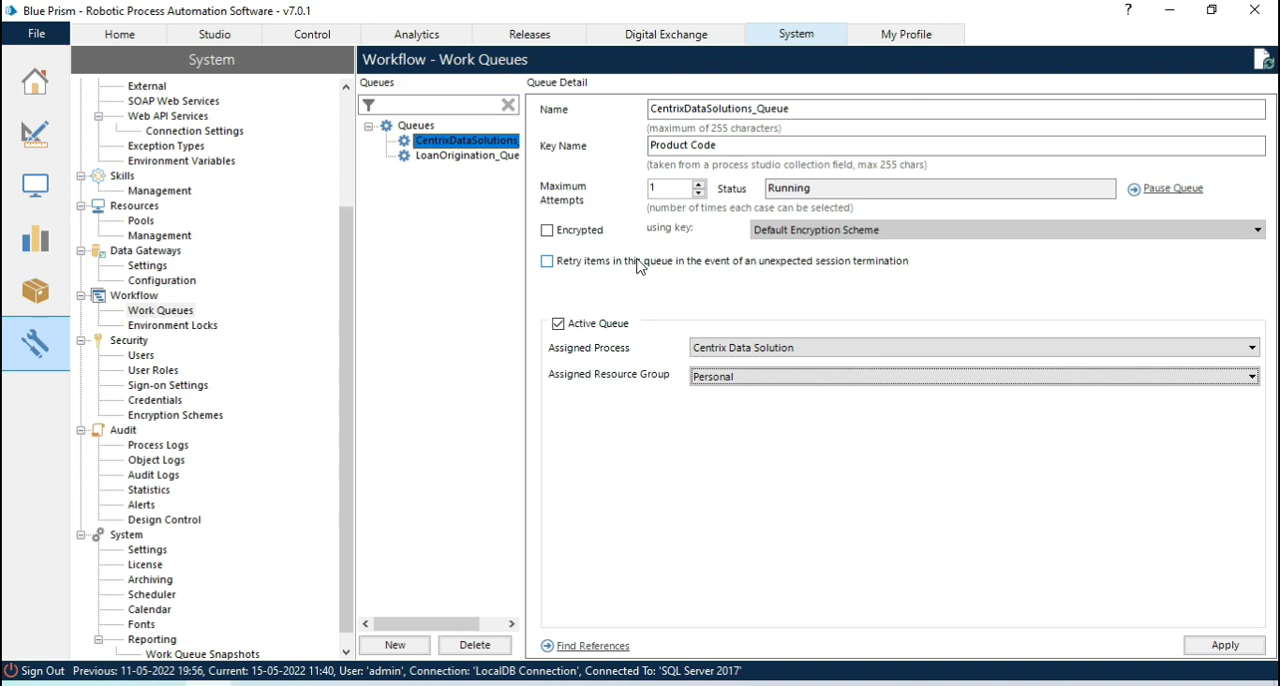 Blue Prism - Robotic Process Automation Software - v7.0.1
?
File
Home
Studio
Control
Analytics
Releases
Digital Exchange
System
My Profile
System
External
SOAP Web Services
Web API Services
Connection Settings
Exception Types
Environment Variables
Skills
Management
Resources
Pools
Management
Data Gateways
Settings
Configuration
Workflow
Work Queues
Environment Locks
Security
Users
User Roles
Sign-on Settings
Credentials
Encryption Schemes
Audit
Process Logs
Object Logs
Audit Logs
Statistics
Alerts
Design Control
System
Settings
License
Archiving
Scheduler
Calendar
Fonts
Reporting
Work Queue Snapshots
Workflow - Work Queues
Queues
Queues
CentrixDataSolutions
LoanOrigination_Que
New
Delete
Queue Detail
Name
CentrixDataSolutions_Queue
(maximum of 255 characters)
Key Name
Product Code
(taken from a process studio collection field, max 255 chars)
Maximum
Attempts
1
Status
Running
Pause Queue
(number of times each case can be selected)
Encrypted
using key:
Default Encryption Scheme
Retry items in this queue in the event of an unexpected session termination
Active Queue
Assigned Process
Centrix Data Solution
Assigned Resource Group
Personal
Find References
Apply
Sign Out Previous: 11-05-2022 19:56, Current: 15-05-2022 11:40, User: 'admin', Connection: 'LocalDB Connection', Connected To: 'SQL Server 2017'